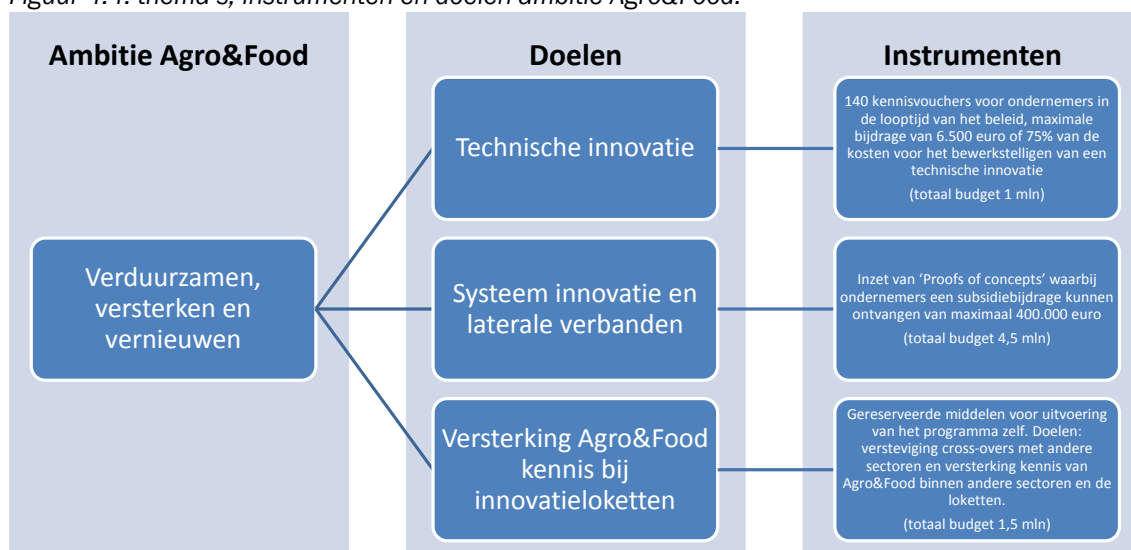 Figuur 4.4: thema's, instrumenten en doelen ambitie Agro&Food.
Ambitie Agro&Food
Doelen
Instrumenten
Verduurzamen,
versterken en
vernieuwen
Technische innovatie
140 kennisvouchers voor ondernemers in
de looptijd van het beleid, maximale
bijdrage van 6.500 euro of 75% van de
kosten voor het bewerkstelligen van een
technische innovatie
(totaal budget 1 mln)
Systeem innovatie en
laterale verbanden
Inzet van ‘Proofs of concepts’ waarbij
ondernemers een subsidiebijdrage kunnen
ontvangen van maximaal 400.000 euro
(totaal budget 4,5 mln)
Versterking Agro&Food
kennis bij
innovatieloketten
Gereserveerde middelen voor uitvoering
van het programma zelf. Doelen:
versteviging cross-overs met andere
sectoren en versterking kennis van
Agro&Food binnen andere sectoren en de
loketten.
(totaal budget 1,5 mln)